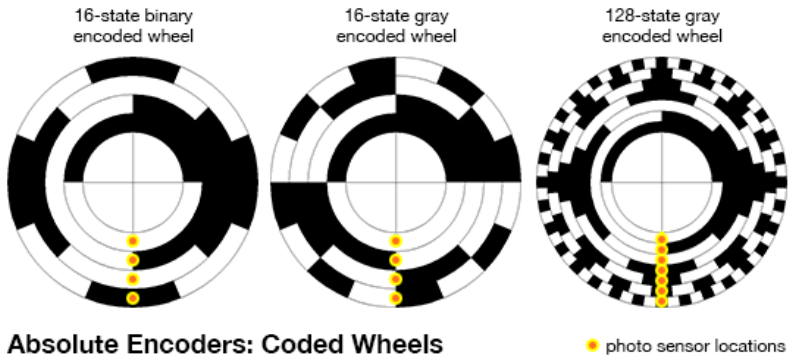 16-state binary
encoded wheel
16-state gray
encoded wheel
128-state gray
encoded wheel
Absolute Encoders: Coded Wheels
photo sensor locations